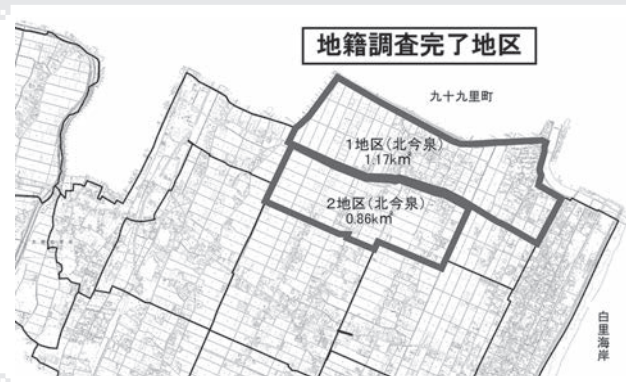 地籍調査完了地区
九十九里町
1地区(北今泉)
1.17k㎡
2地区(北今泉)
0.86k㎡
白里海岸